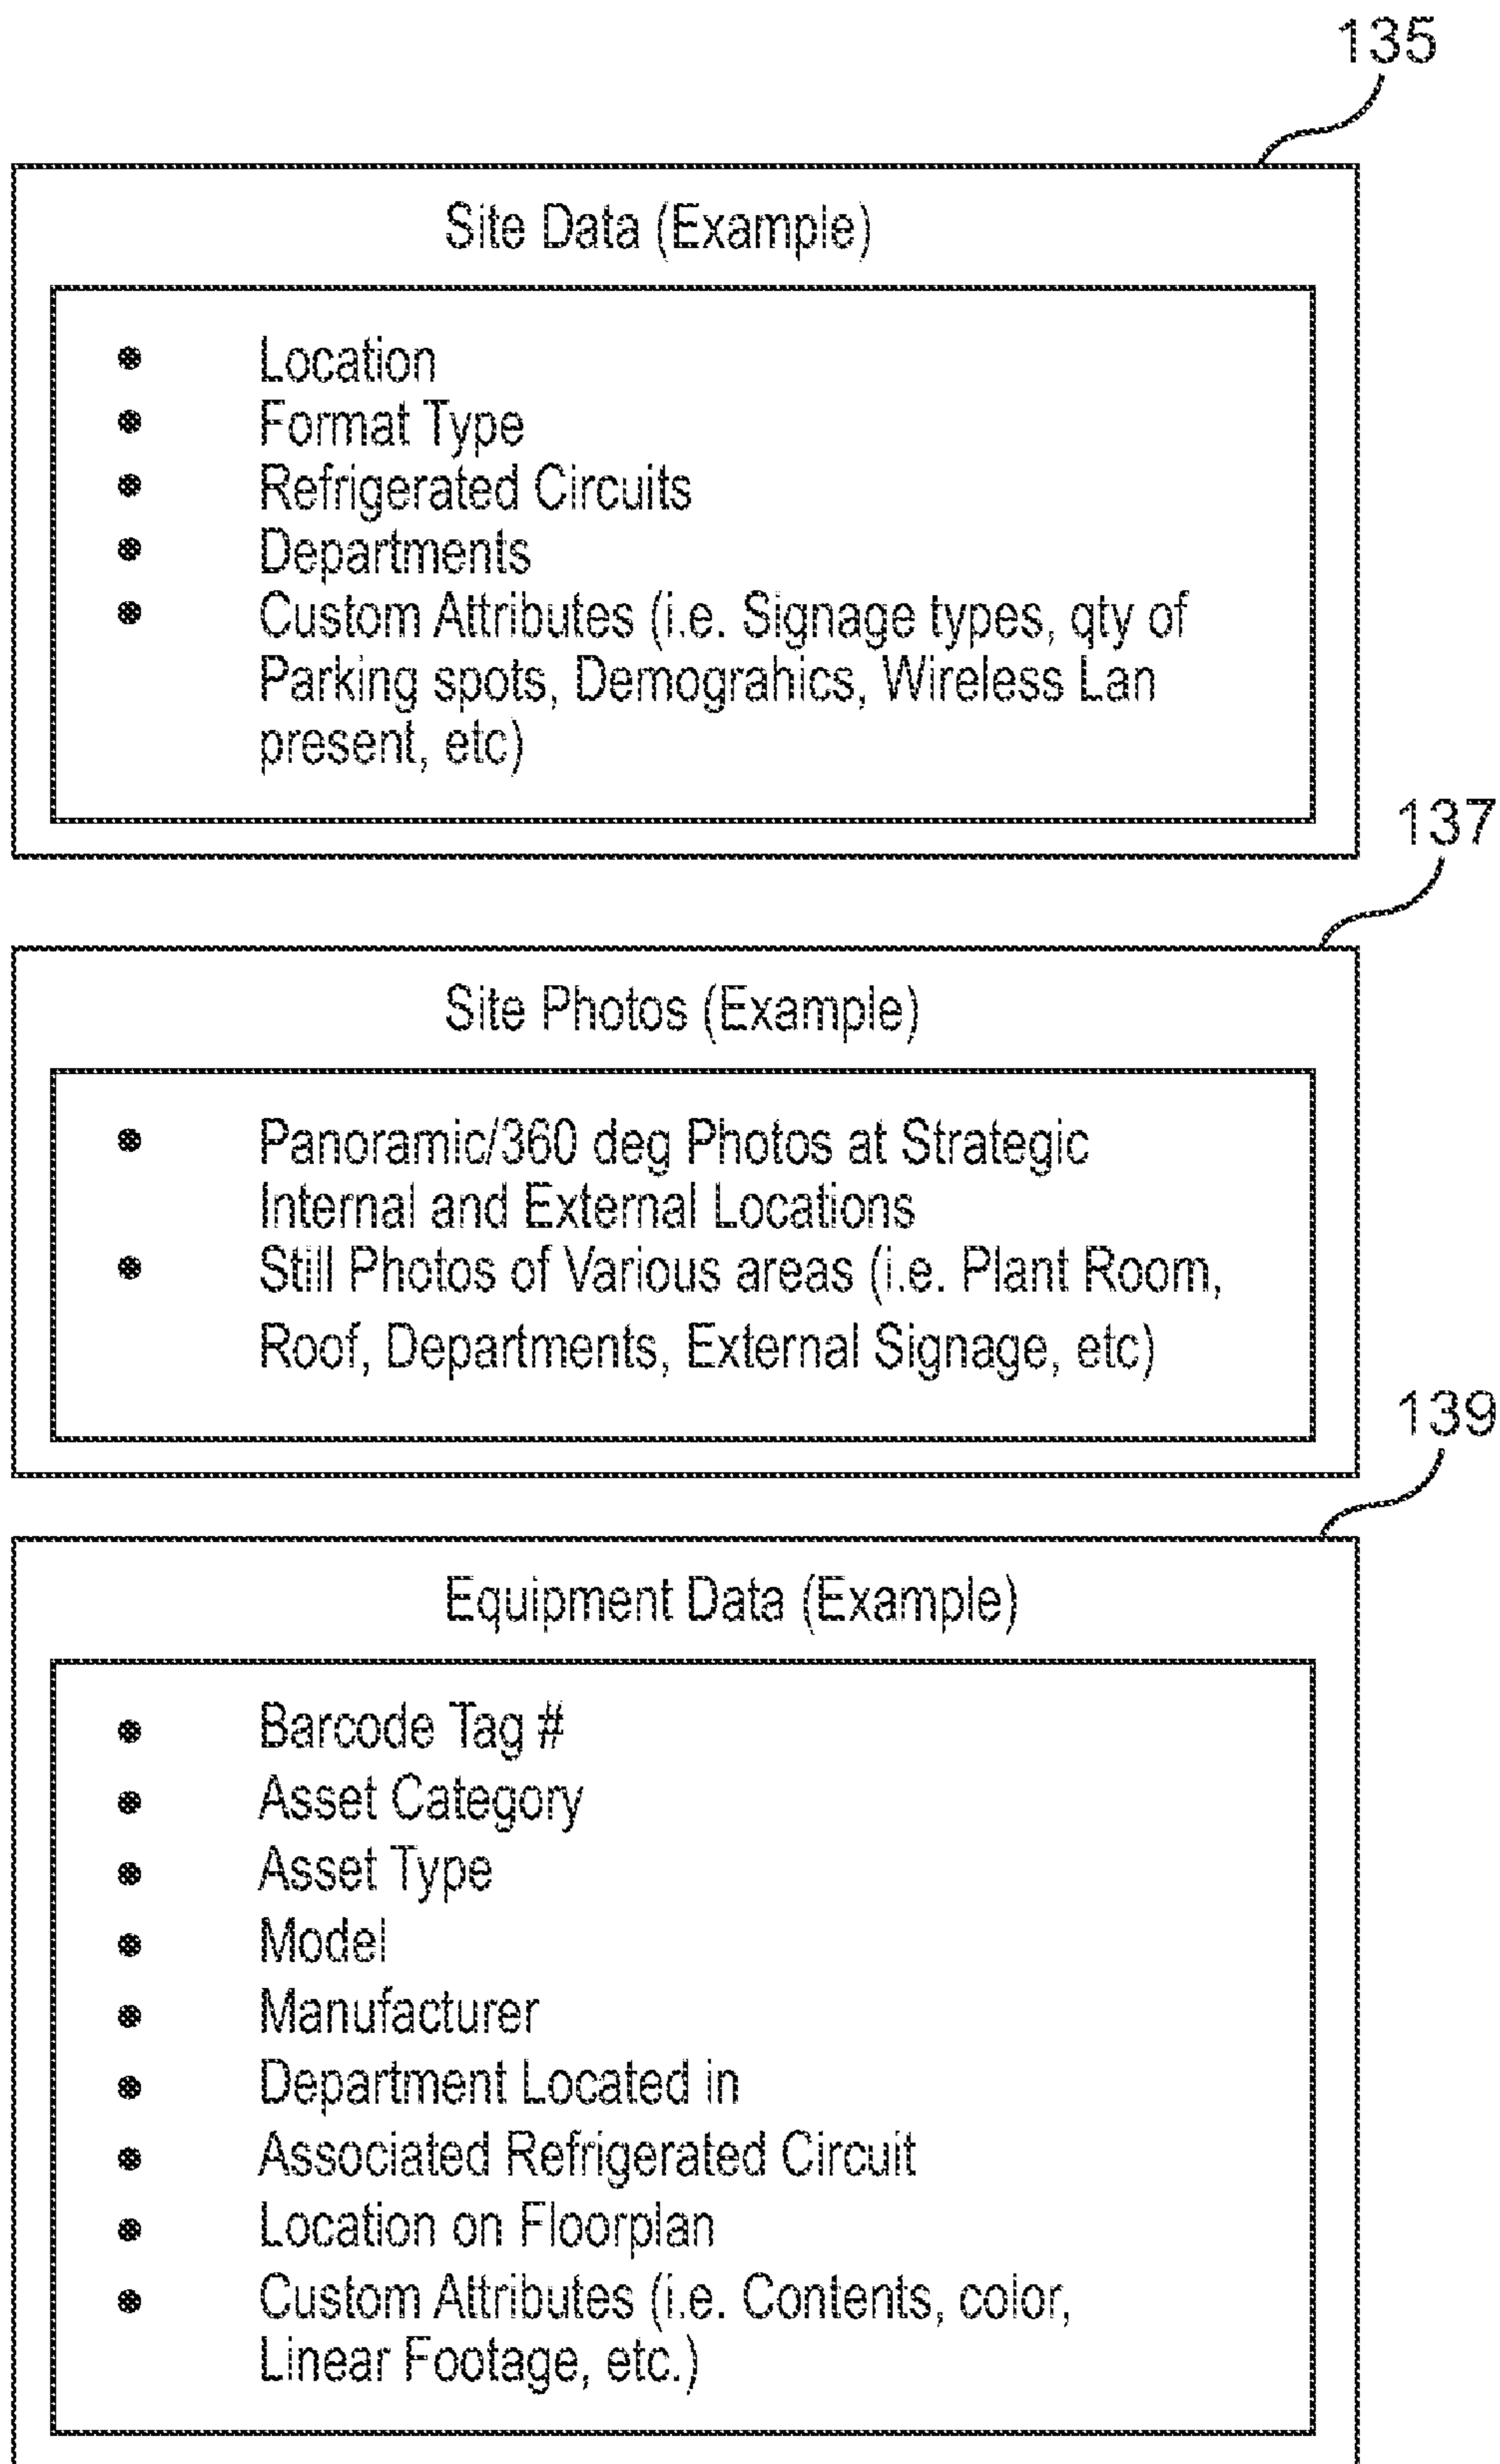 135
Site Data (Example)
• Location
• Format Type
• Refrigerated Circuits
• Departments
• Custom Attributes (i.e. Signage types, qty of
Parking spots, Demograhics, Wireless Lan
present, etc)
137
Site Photos (Example)
• Panoramic/360 deg Photos at Strategic
Internal and External Locations
• Still Photos of Various areas (i.e. Plant Room,
Roof, Departments, External Signage, etc)
139
Equipment Data (Example)
• Barcode Tag #
• Asset Category
• Asset Type
• Model
• Manufacturer
• Department Located in
• Associated Refrigerated Circuit
• Location on Floorplan
• Custom Attributes (i.e. Contents, color,
Linear Footage, etc.)